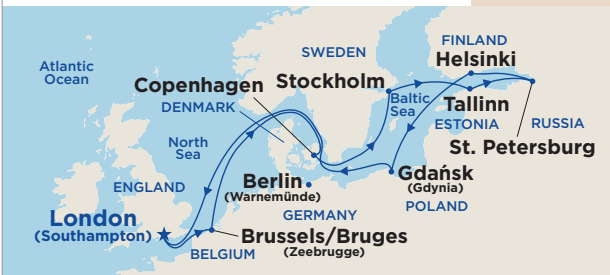 Atlantic
Ocean
SWEDEN
FINLAND
Helsinki
Copenhagen
Stockholm
DENMARK
Baltic
Sea
Tallinn
ESTONIA
RUSSIA
North
Sea
St. Petersburg
ENGLAND
Berlin
(Warnemünde)
Gdańsk
(Gdynia)
POLAND
GERMANY
London
(Southampton)
Brussels/Bruges
(Zeebrugge)
BELGIUM